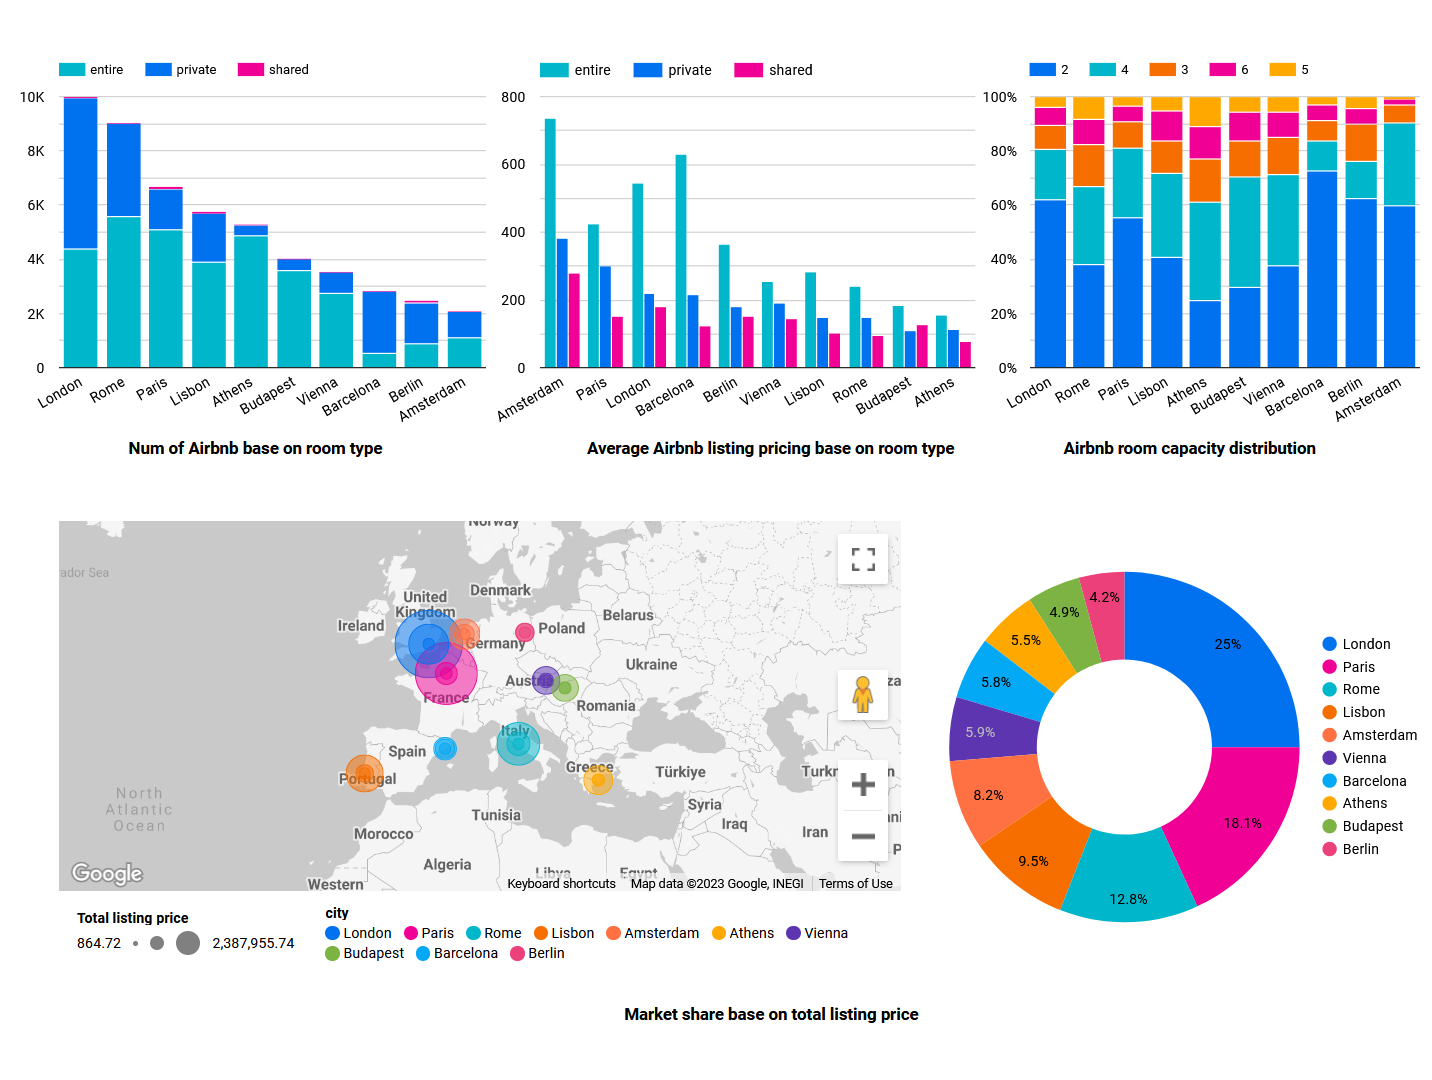 entire private shared
10K
8K
6K
4K
2K
0
London Rome Paris Lisbon Athens Budapest Vienna Barcelona Berlin Amsterdam
Num of Airbnb base on room type
entire private shared
800
600
400
200
0
Amsterdam Paris London Barcelona Berlin Vienna Lisbon Rome Budapest Athens
Average Airbnb listing pricing base on room type
2 4 3 6 5
100%
80%
60%
40%
20%
0%
London Rome Paris Lisbon Athens Budapest Vienna Barcelona Berlin Amsterdam
Airbnb room capacity distribution
Norway
ador Sea
Denmark
United
Kingdom
Belarus
Ireland
Poland
Germany
Ukraine
Austria
za
France
Romania
Italy
Spain
Greece
Türkiye
Turkm
n
Portugal
North
Atlantic
Ocean
Syria
Tunisia
Iraq
Iran
ani
Morocco
P
Algeria
Libya
Egypt
Google
Western
Keyboard shortcuts Map data ©2023 Google, INEGI Terms of Use
Total listing price
864.72 2,387,955.74
city
London Paris Rome Lisbon Amsterdam Athens Vienna
Budapest Barcelona Berlin
4.2%
4.9%
25%
5.5%
5.8%
5.9%
8.2%
18.1%
9.5%
12.8%
London
Paris
Rome
Lisbon
Amsterdam
Vienna
Barcelona
Athens
Budapest
Berlin
Market share base on total listing price